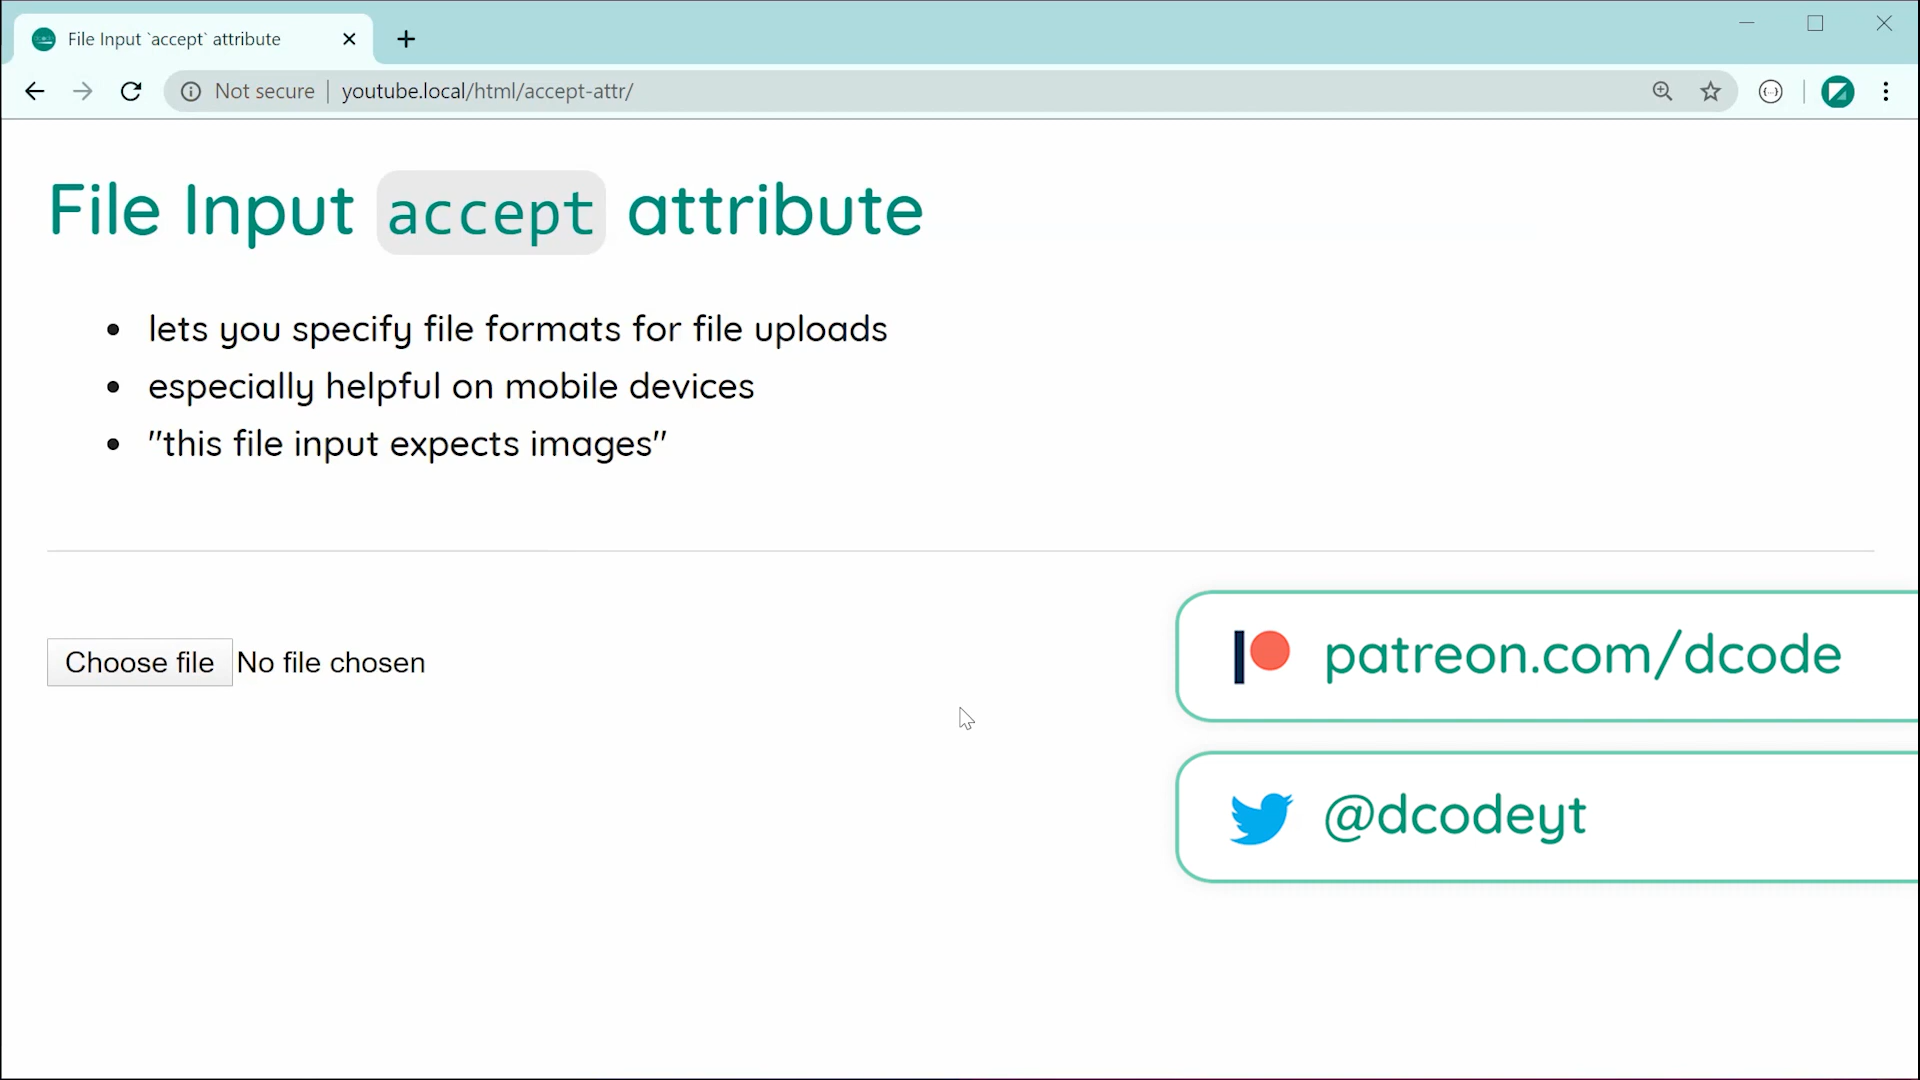 File Input `accept` attribute
Not secure | youtube.local/html/accept-attr/
File Input accept attribute
lets you specify file formats for file uploads
especially helpful on mobile devices
"this file input expects images"
Choose file No file chosen
patreon.com/dcode
@dcodeyt